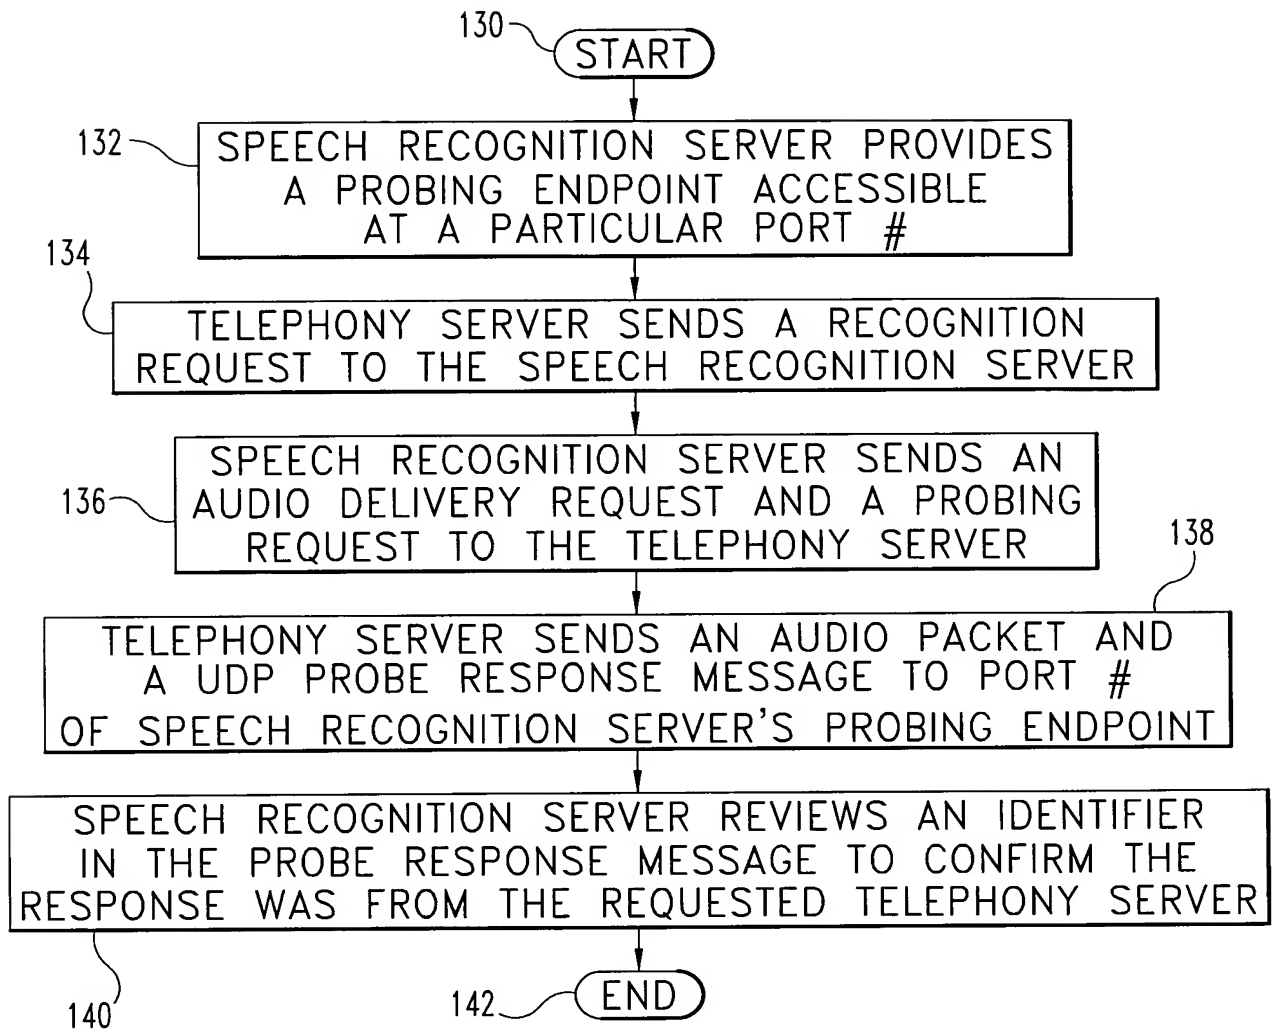 130
START
132
SPEECH RECOGNITION SERVER PROVIDES
A PROBING ENDPOINT ACCESSIBLE
AT A PARTICULAR PORT #
134
TELEPHONY SERVER SENDS A RECOGNITION
REQUEST TO THE SPEECH RECOGNITION SERVER
136
SPEECH RECOGNITION SERVER SENDS AN
AUDIO DELIVERY REQUEST AND A PROBING
REQUEST TO THE TELEPHONY SERVER
138
TELEPHONY SERVER SENDS AN AUDIO PACKET AND
A UDP PROBE RESPONSE MESSAGE TO PORT #
OF SPEECH RECOGNITION SERVER'S PROBING ENDPOINT
SPEECH RECOGNITION SERVER REVIEWS AN IDENTIFIER
IN THE PROBE RESPONSE MESSAGE TO CONFIRM THE
RESPONSE WAS FROM THE REQUESTED TELEPHONY SERVER
140
142
END